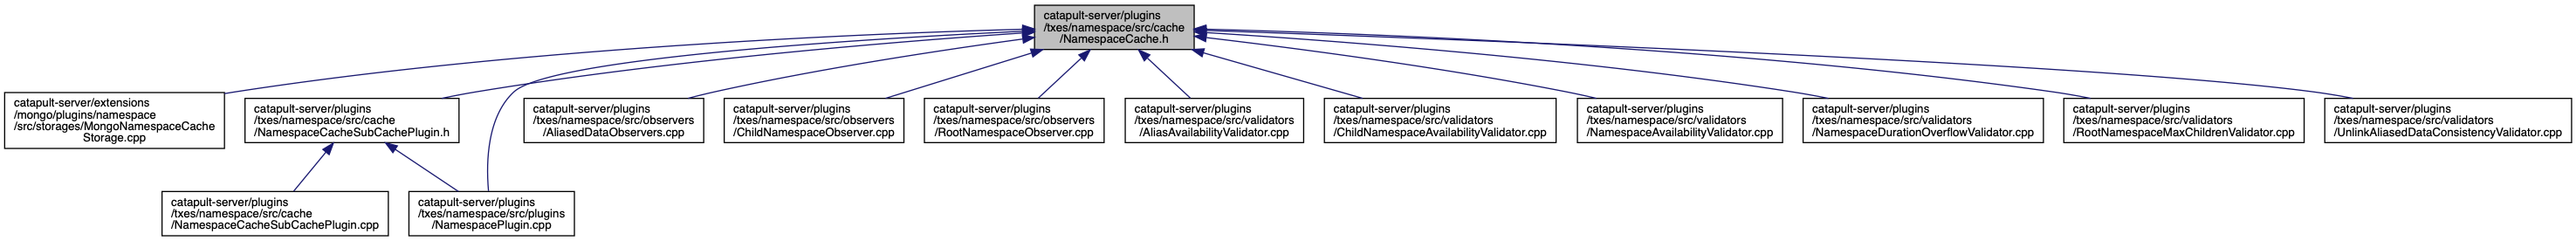 catapult-server/plugins
/txes/namespace/src/cache
/NamespaceCache.h
catapult-server/extensions
/mongo/plugins/namespace
/src/storages/MongoNamespaceCache
Storage.cpp
catapult-server/plugins
/txes/namespace/src/cache
/NamespaceCacheSubCachePlugin.h
catapult-server/plugins
/txes/namespace/src/observers
/AliasedDataObservers.cpp
catapult-server/plugins
/txes/namespace/src/observers
/ChildNamespaceObserver.cpp
catapult-server/plugins
/txes/namespace/src/observers
/RootNamespaceObserver.cpp
catapult-server/plugins
/txes/namespace/src/validators
/AliasAvailabilityValidator.cpp
catapult-server/plugins
/txes/namespace/src/validators
/ChildNamespaceAvailabilityValidator.cpp
catapult-server/plugins
/txes/namespace/src/validators
/NamespaceAvailabilityValidator.cpp
catapult-server/plugins
/txes/namespace/src/validators
/NamespaceDurationOverflowValidator.cpp
catapult-server/plugins
/txes/namespace/src/validators
/RootNamespaceMaxChildrenValidator.cpp
catapult-server/plugins
/txes/namespace/src/validators
/UnlinkAliasedDataConsistencyValidator.cpp
catapult-server/plugins
/txes/namespace/src/cache
/NamespaceCacheSubCachePlugin.cpp
catapult-server/plugins
/txes/namespace/src/plugins
/NamespacePlugin.cpp